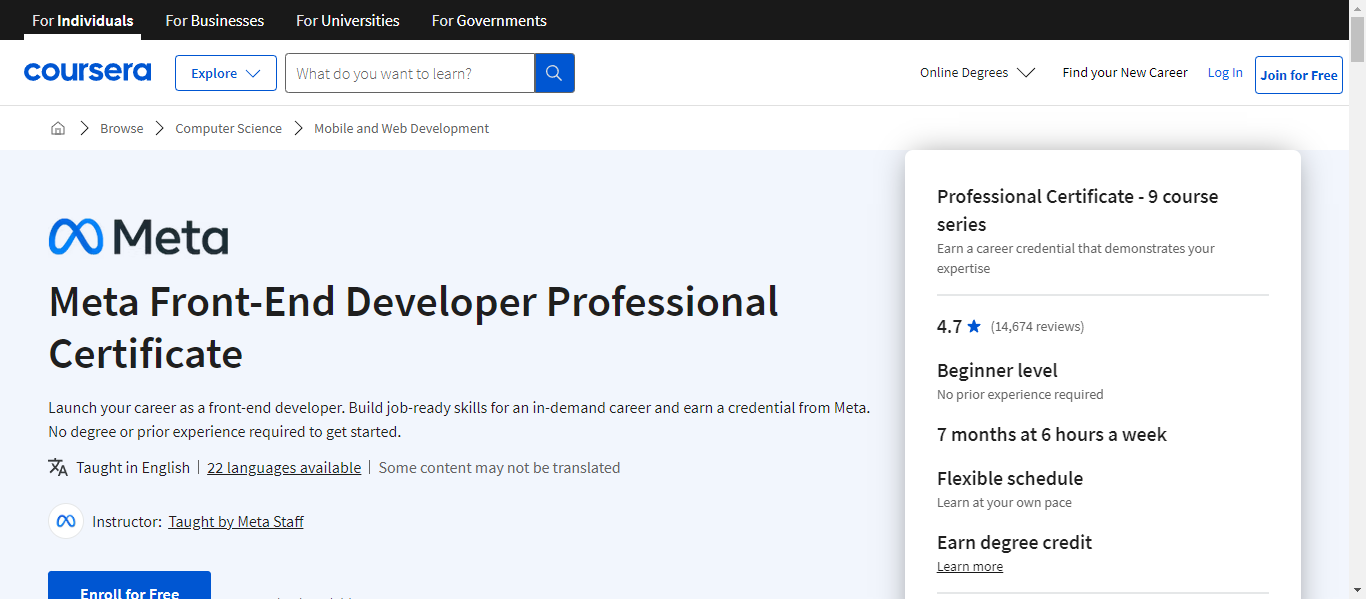 For Individuals For Businesses For Universities For Governments
coursera Explore What do you want to learn? Online Degrees Find your New Career Log In Join for Free
Browse Computer Science Mobile and Web Development
Meta
Meta Front-End Developer Professional
Certificate
Launch your career as a front-end developer. Build job-ready skills for an in-demand career and earn a credential from Meta.
No degree or prior experience required to get started.
Taught in English | 22 languages available | Some content may not be translated
Instructor: Taught by Meta Staff
Enroll for Free
Professional Certificate - 9 course
series
Earn a career credential that demonstrates your
expertise
4.7 ★ (14,674 reviews)
Beginner level
No prior experience required
7 months at 6 hours a week
Flexible schedule
Learn at your own pace
Earn degree credit
Learn more